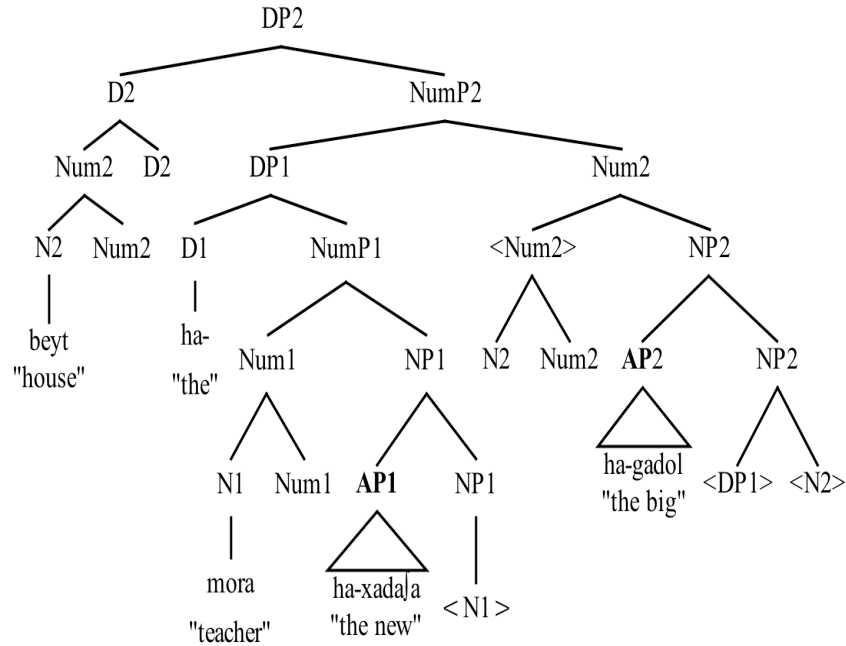 DP2
D2 NumP2
Num2 D2 DP1 Num2
N2 Num2 D1 NumP1 <Num2> NP2
beyt ha- Num1 NP1 N2 Num2 AP2 NP2
"house" "the"
N1 Num1 AP1 NP1 ha-gadol <DP1> <N2>
"the big"
mora ha-xadaʃa < N1 >
"teacher" "the new"